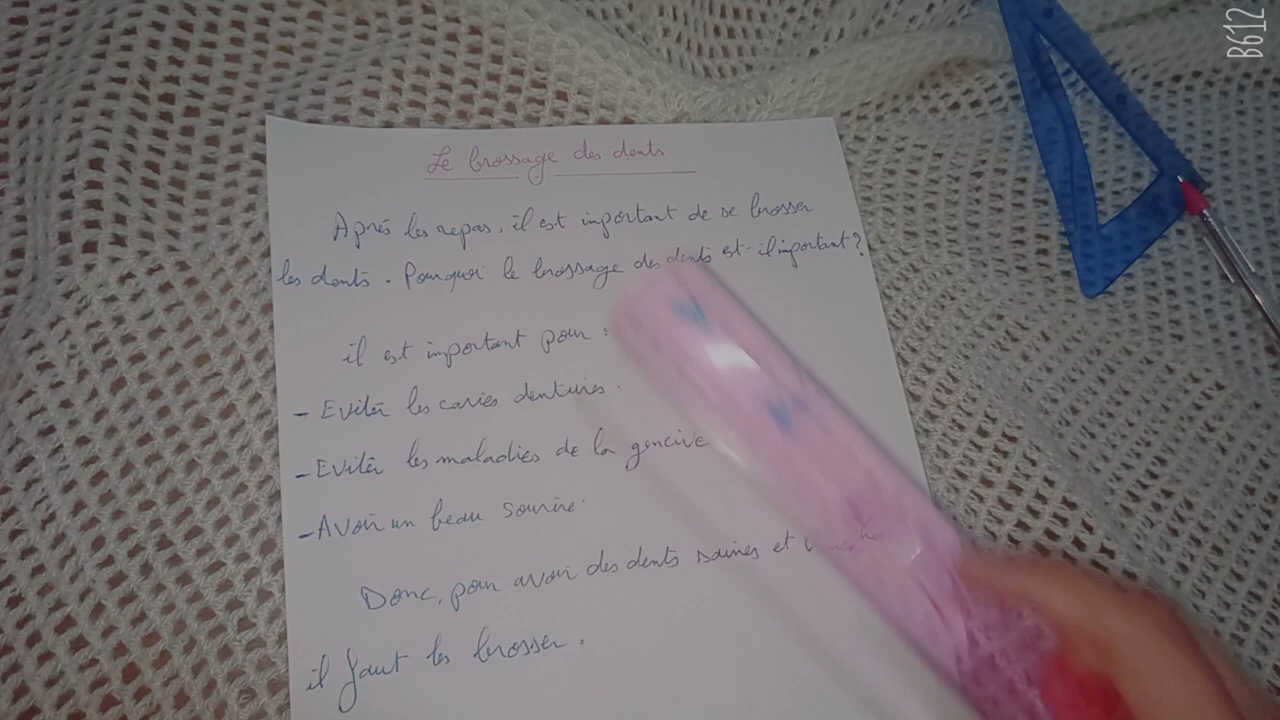 Le brossage des dents
Après les repas, il est important de se brosser
les dents. Pourquoi le brossage des dents est-il important ?
il est important pour :
- Eviter les caries dentaires.
- Eviter les maladies de la gencive
- Avoir un beau sourire.
Donc, pour avoir des dents saines et
il faut les brosser.
B612